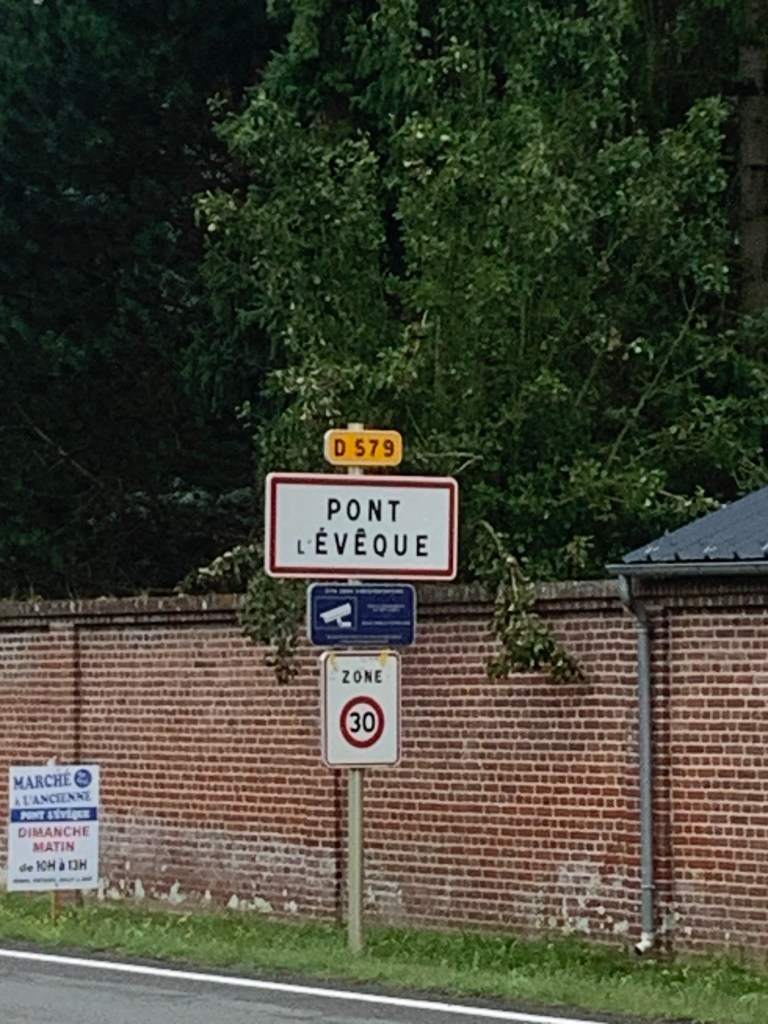 D 579
PONT
L'ÉVÊQUE
ZONE
30
MARCHÉ
à L'ANCIENNE
PONT L'ÉVÊQUE
DIMANCHE
MATIN
de 10H à 13H